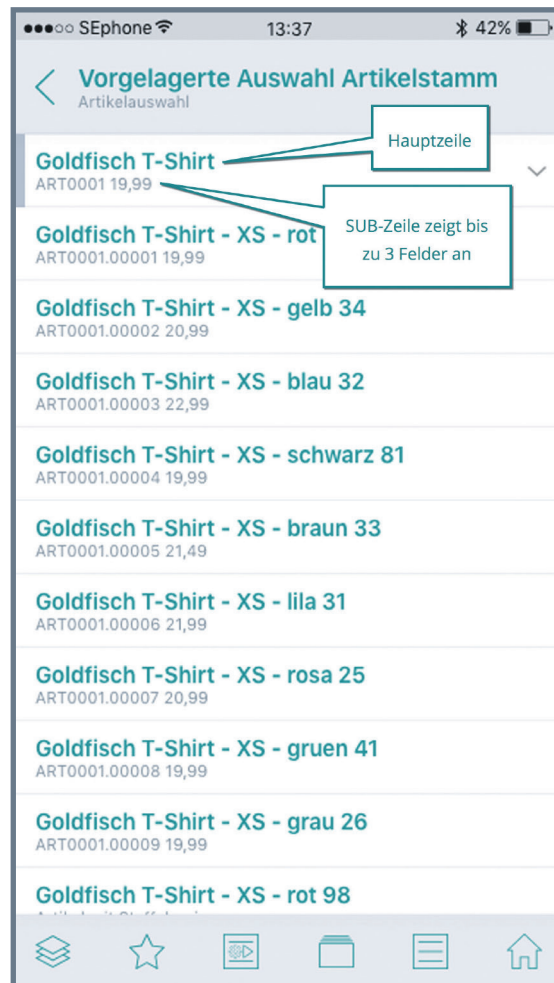 SEphone 13:37 42%
Vorgelagerte Auswahl Artikelstamm
Artikelauswahl
Hauptzeile
Goldfisch T-Shirt
ART0001 19,99
SUB-Zeile zeigt bis
zu 3 Felder an
Goldfisch T-Shirt - XS - rot
ART0001.00001 19,99
Goldfisch T-Shirt - XS - gelb 34
ART0001.00002 20,99
Goldfisch T-Shirt - XS - blau 32
ART0001.00003 22,99
Goldfisch T-Shirt - XS - schwarz 81
ART0001.00004 19,99
Goldfisch T-Shirt - XS - braun 33
ART0001.00005 21,49
Goldfisch T-Shirt - XS - lila 31
ART0001.00006 21,99
Goldfisch T-Shirt - XS - rosa 25
ART0001.00007 20,99
Goldfisch T-Shirt - XS - gruen 41
ART0001.00008 19,99
Goldfisch T-Shirt - XS - grau 26
ART0001.00009 19,99
Goldfisch T-Shirt - XS - rot 98